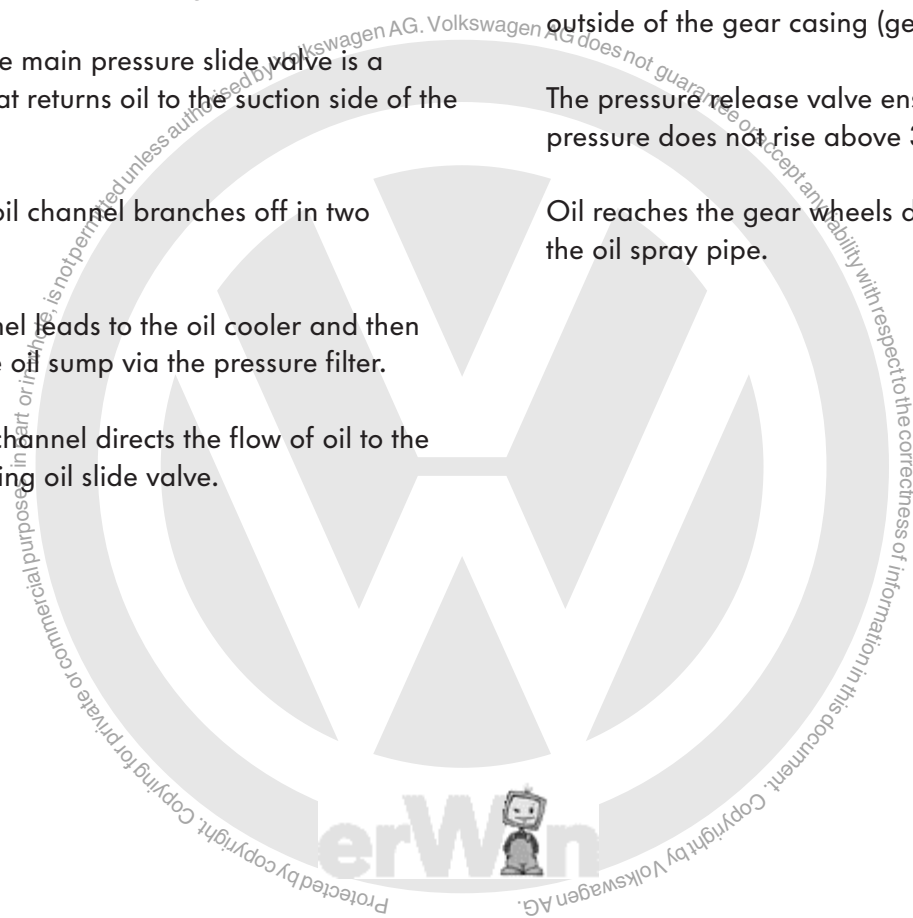 e main pressure slide valve is a
at returns oil to the suction side of the
oil channel branches off in two
nel leads to the oil cooler and then
e oil sump via the pressure filter.
channel directs the flow of oil to the
ing oil slide valve.
outside of the gear casing (ge
The pressure release valve ens
pressure does not rise above 3
Oil reaches the gear wheels d
the oil spray pipe.
Protected by copyright. Copying for private or commercial purposes, in part or in whole, is not permitted unless authorised by Volkswagen AG. Volkswagen AG does not guarantee or accept any liability with respect to the correctness of information in this document. Copyright by Volkswagen AG.
erWin